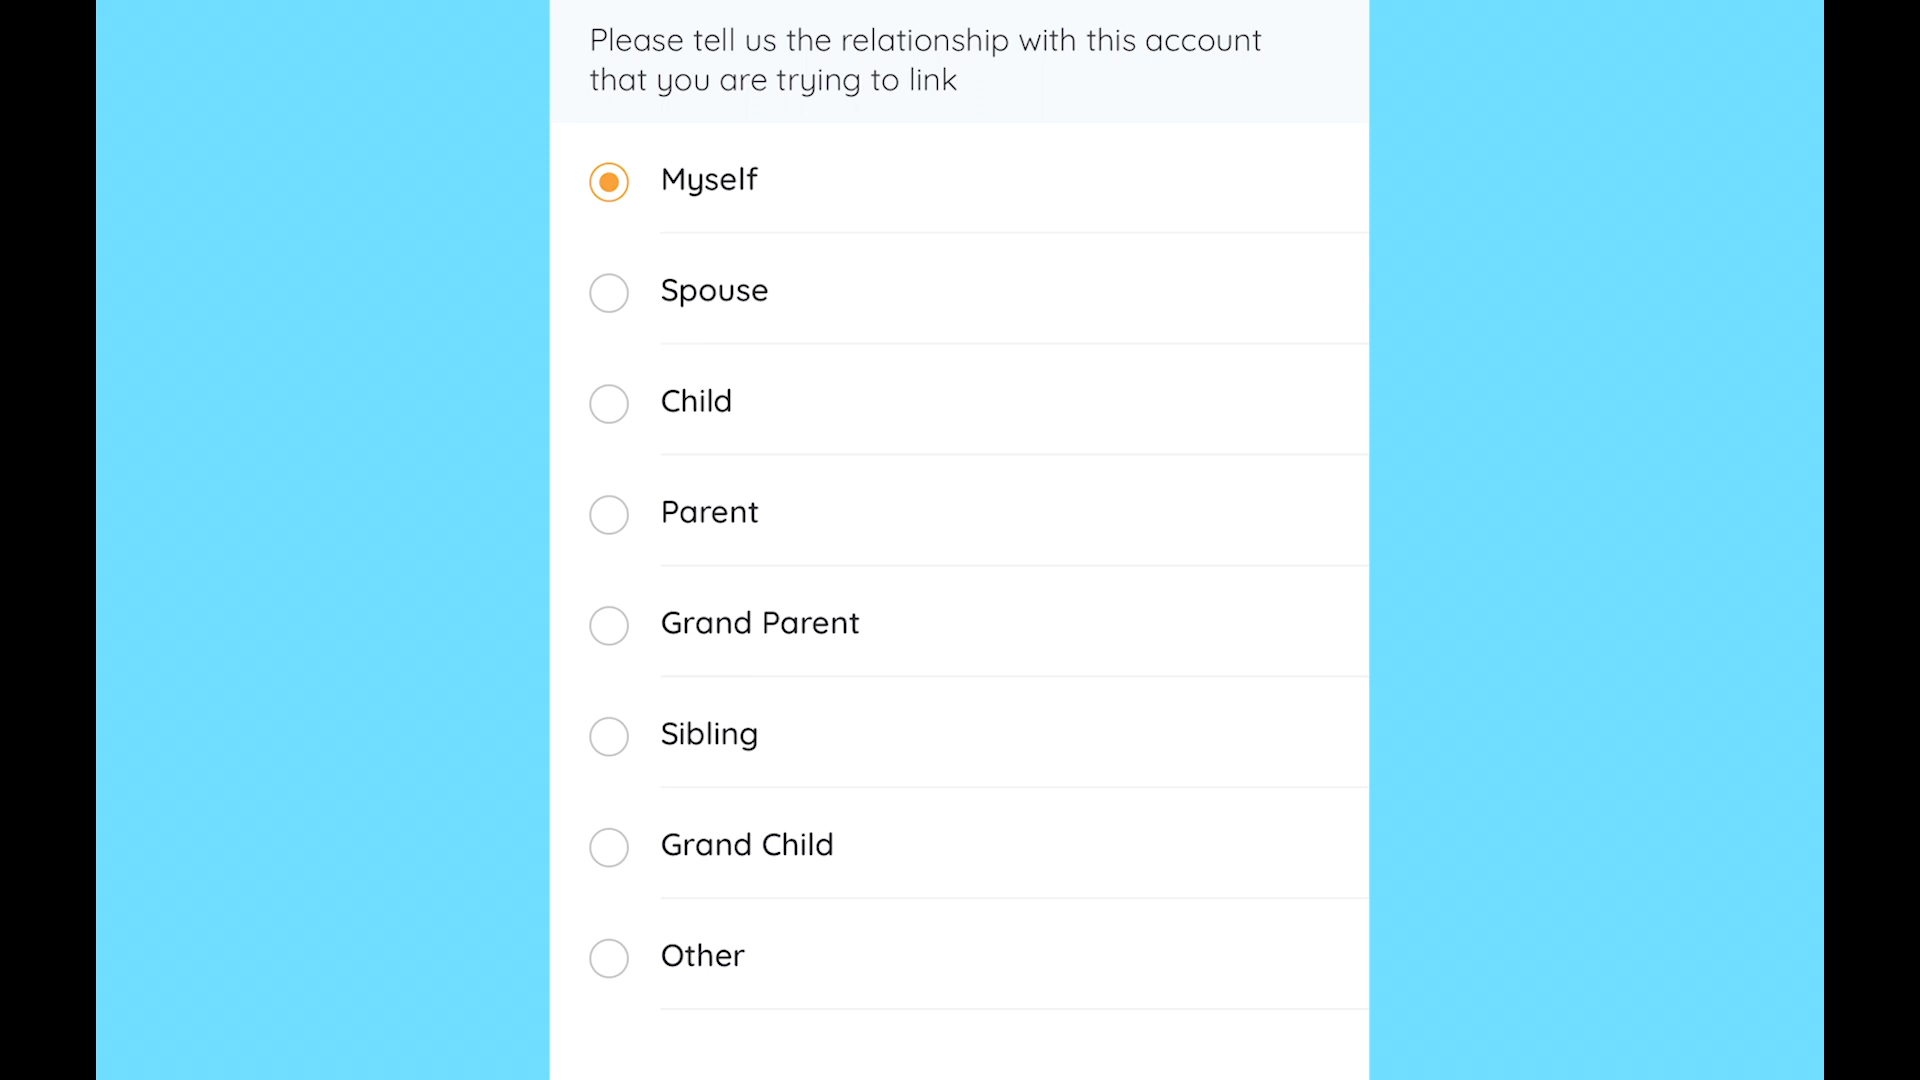 Please tell us the relationship with this account
that you are trying to link
Myself
Spouse
Child
Parent
Grand Parent
Sibling
Grand Child
Other